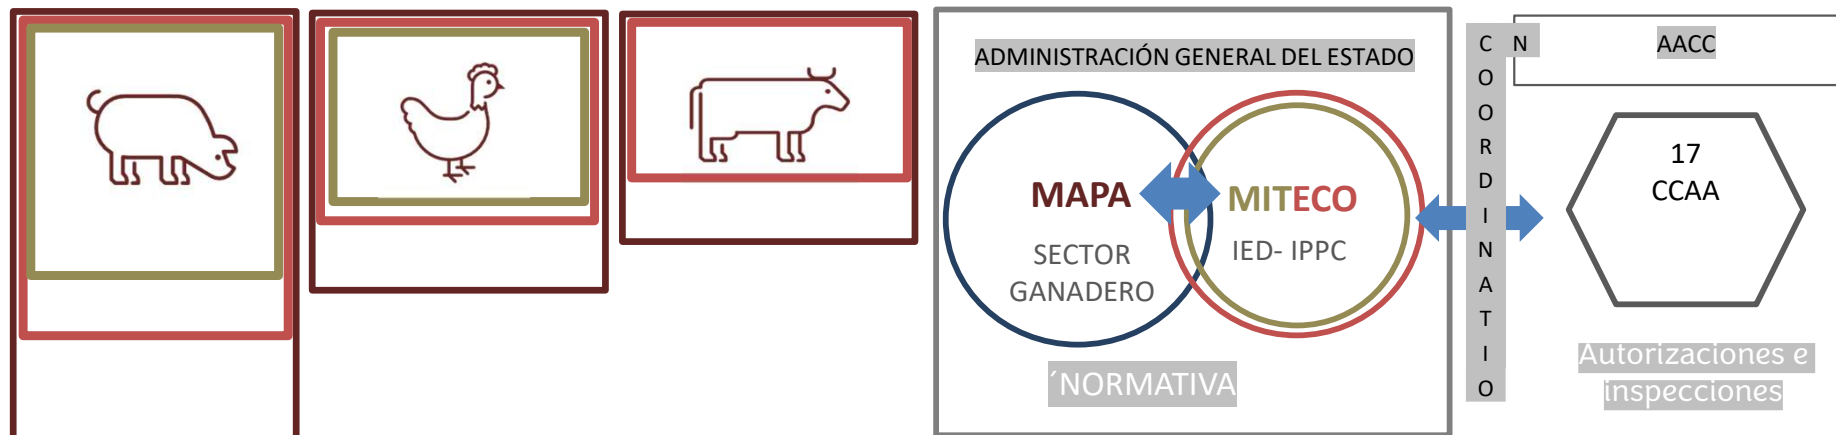 ADMINISTRACIÓN GENERAL DEL ESTADO
MAPA
SECTOR
GANADERO
MITECO
IED- IPPC
´NORMATIVA
C
O
O
R
D
I
N
A
T
I
O
N
AACC
17
CCAA
Autorizaciones e
inspecciones